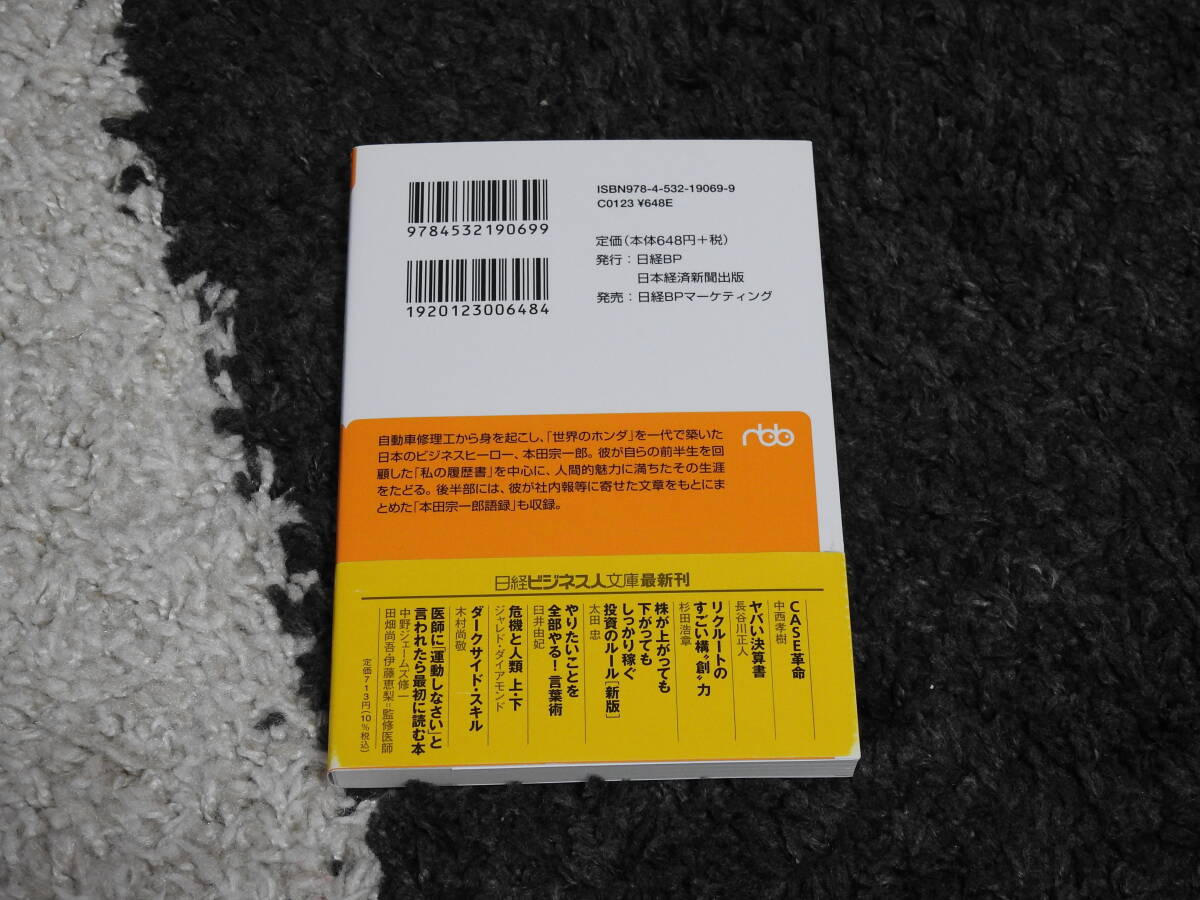 9784532190699
1920123006484
ISBN978-4-532-19069-9
C0123 ¥648E
定価(本体648円+税)
発行:日経BP
日本経済新聞出版
発売:日経BPマーケティング
nbb
自動車修理工から身を起こし、「世界のホンダ」を一代で築いた
日本のビジネスヒーロー、本田宗一郎。彼が自らの前半生を回
顧した「私の履歴書」を中心に、人間的魅力に満ちたその生涯
をたどる。後半部には、彼が社内報等に寄せた文章をもとにま
とめた「本田宗一郎語録」も収録。
日経ビジネス人文庫最新刊
CASE革命
中西孝樹
ヤバい決算書
長谷川正人
リクルートの
すごい構“創”力
杉田浩章
株が上がっても
下がっても
しっかり稼ぐ
投資のルール[新版]
太田 忠
やりたいことを
全部やる!言葉術
臼井由妃
危機と人類 上・下
ジャレド・ダイアモンド
ダークサイド・スキル
木村尚敬
医師に「運動しなさい」と
言われたら最初に読む本
中野ジェームズ修一
田畑尚吾・伊藤恵梨=監修医師
定価713円(10%税込)